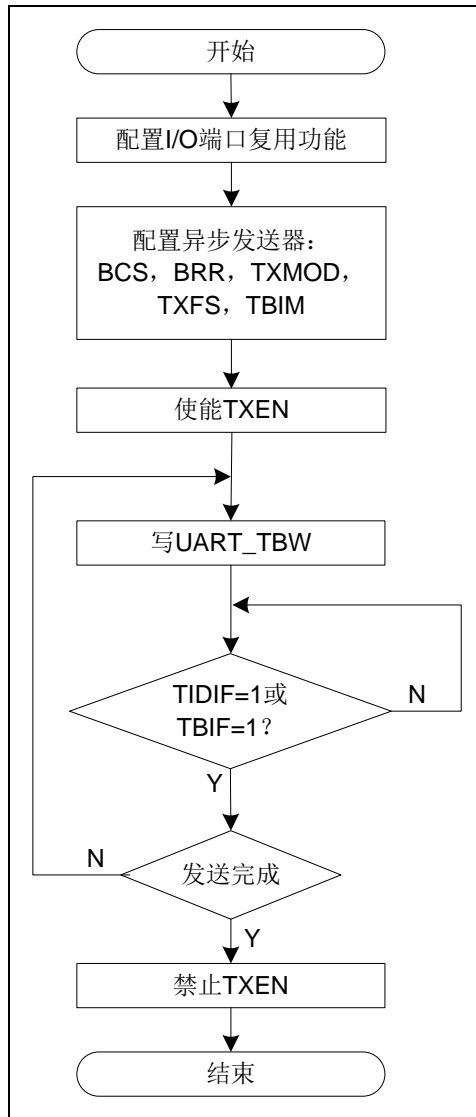 开始
配置I/O端口复用功能
配置异步发送器：
BCS，BRR，TXMOD，
TXFS，TBIM
使能TXEN
写UART_TBW
TIDIF=1或
TBIF=1？
N
Y
发送完成
N
Y
禁止TXEN
结束